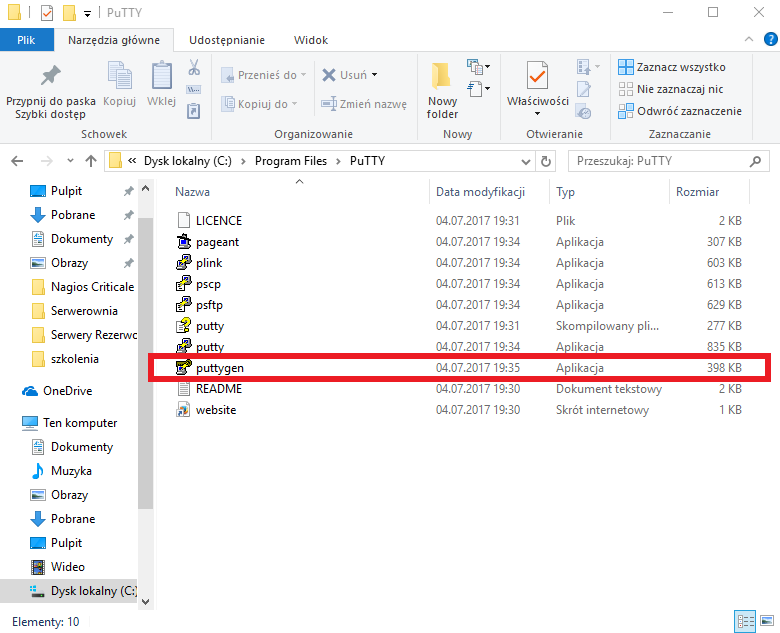 PuTTY
Plik
Narzędzia główne
Udostępnianie
Widok
Przypnij do paska
Szybki dostęp
Kopiuj
Wklej
Schowek
Przenieś do
Kopiuj do
Usuń
Zmień nazwę
Organizowanie
Nowy
folder
Nowy
Właściwości
Otwieranie
Zaznacz wszystko
Nie zaznaczaj nic
Odwróć zaznaczenie
Zaznaczanie
« Dysk lokalny (C:) > Program Files > PuTTY
Przeszukaj: PuTTY
Pulpit
Pobrane
Dokumenty
Obrazy
Nagios Criticale
Serwerownia
Serwery Rezerwo
szkolenia
OneDrive
Ten komputer
Dokumenty
Muzyka
Obrazy
Pobrane
Pulpit
Wideo
Dysk lokalny (C:)
Nazwa Data modyfikacji Typ Rozmiar
LICENCE 04.07.2017 19:31 Plik 2 KB
pageant 04.07.2017 19:34 Aplikacja 307 KB
plink 04.07.2017 19:34 Aplikacja 603 KB
pscp 04.07.2017 19:34 Aplikacja 613 KB
psftp 04.07.2017 19:34 Aplikacja 629 KB
putty 04.07.2017 19:31 Skompilowany pli... 277 KB
putty 04.07.2017 19:34 Aplikacja 835 KB
puttygen 04.07.2017 19:35 Aplikacja 398 KB
README 04.07.2017 19:30 Dokument tekstowy 2 KB
website 04.07.2017 19:30 Skrót internetowy 1 KB
Elementy: 10